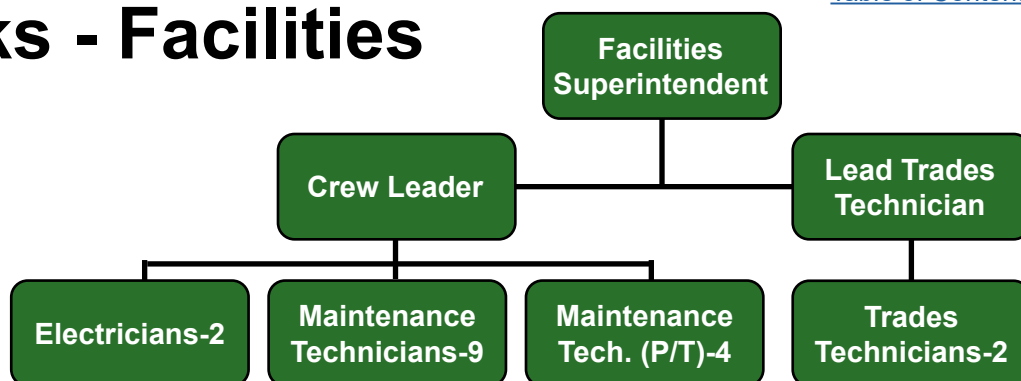 Facilities
Superintendent
- Facilities
Crew Leader
Lead Trades
Technician
Electricians-2
Maintenance
Technicians-9
Maintenance
Tech. (P/T)-4
Trades
Technicians-2